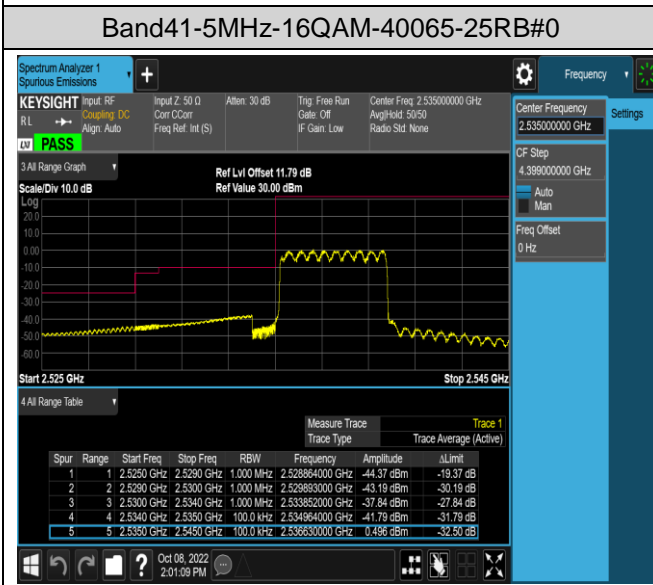 Band41-5MHz-16QAM-40065-25RB#0
Spectrum Analyzer 1
Spurious Emissions
+
Frequency
KEYSIGHT Input: RF Input Z: 50 Ω Atten: 30 dB Trig: Free Run Center Freq: 2.535000000 GHz
RL Coupling: DC Corr CCorr Gate: Off Avg|Hold: 50/50
Align: Auto Freq Ref: Int (S) IF Gain: Low Radio Std: None
LXI PASS
Center Frequency
2.535000000 GHz
Settings
CF Step
4.399000000 GHz
Auto
Man
Freq Offset
0 Hz
3 All Range Graph
Ref Lvl Offset 11.79 dB
Scale/Div 10.0 dB Ref Value 30.00 dBm
Log
20.0
10.0
0.00
-10.0
-20.0
-30.0
-40.0
-50.0
-60.0
Start 2.525 GHz Stop 2.545 GHz
4 All Range Table
Measure Trace Trace 1
Trace Type Trace Average (Active)
Spur Range Start Freq Stop Freq RBW Frequency Amplitude ΔLimit
1 1 2.5250 GHz 2.5290 GHz 1.000 MHz 2.528864000 GHz -44.37 dBm -19.37 dB
2 2 2.5290 GHz 2.5300 GHz 1.000 MHz 2.529893000 GHz -43.19 dBm -30.19 dB
3 3 2.5300 GHz 2.5340 GHz 1.000 MHz 2.533852000 GHz -37.84 dBm -27.84 dB
4 4 2.5340 GHz 2.5350 GHz 100.0 kHz 2.534964000 GHz -41.79 dBm -31.79 dB
5 5 2.5350 GHz 2.5450 GHz 100.0 kHz 2.536630000 GHz 0.496 dBm -32.50 dB
? Oct 08, 2022
2:01:09 PM